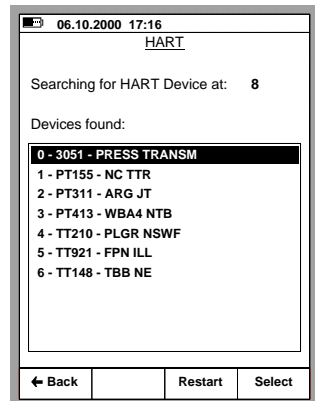 06.10.2000 17:16
HART
Searching for HART Device at: 8
Devices found:
0 - 3051 - PRESS TRANSM
1 - PT155 - NC TTR
2 - PT311 - ARG JT
3 - PT413 - WBA4 NTB
4 - TT210 - PLGR NSWF
5 - TT921 - FPN ILL
6 - TT148 - TBB NE
← Back Restart Select